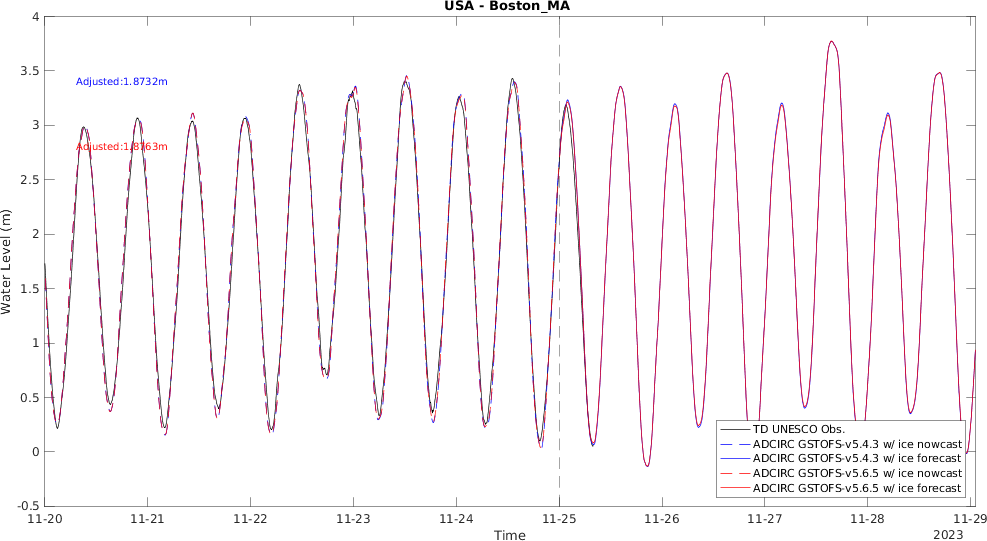 USA - Boston_MA
4
3.5
3
2.5
2
1.5
1
0.5
0
-0.5
Water Level (m)
Adjusted:1.8732m
Adjusted:1.8763m
TD UNESCO Obs.
ADCIRC GSTOFS-v5.4.3 w/ ice nowcast
ADCIRC GSTOFS-v5.4.3 w/ ice forecast
ADCIRC GSTOFS-v5.6.5 w/ ice nowcast
ADCIRC GSTOFS-v5.6.5 w/ ice forecast
11-20 11-21 11-22 11-23 11-24 11-25 11-26 11-27 11-28 11-29
Time
2023